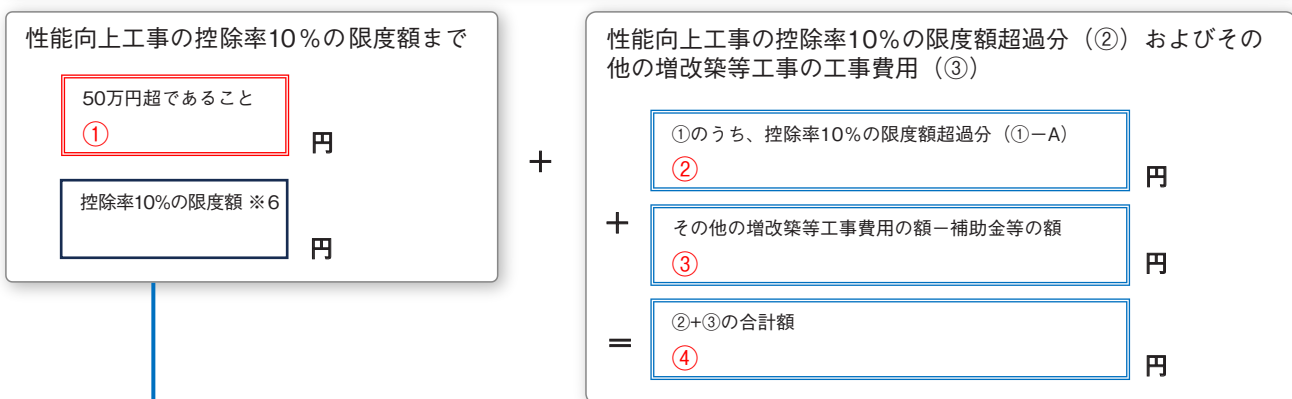 性能向上工事の控除率10%の限度額まで
50万円超であること
①
円
控除率10%の限度額 ※6
円
+
性能向上工事の控除率10%の限度額超過分（②）およびその
他の増改築等工事の工事費用（③）
①のうち、控除率10%の限度額超過分（①ーA）
②
円
+
その他の増改築等工事費用の額ー補助金等の額
③
円
=
②+③の合計額
④
円